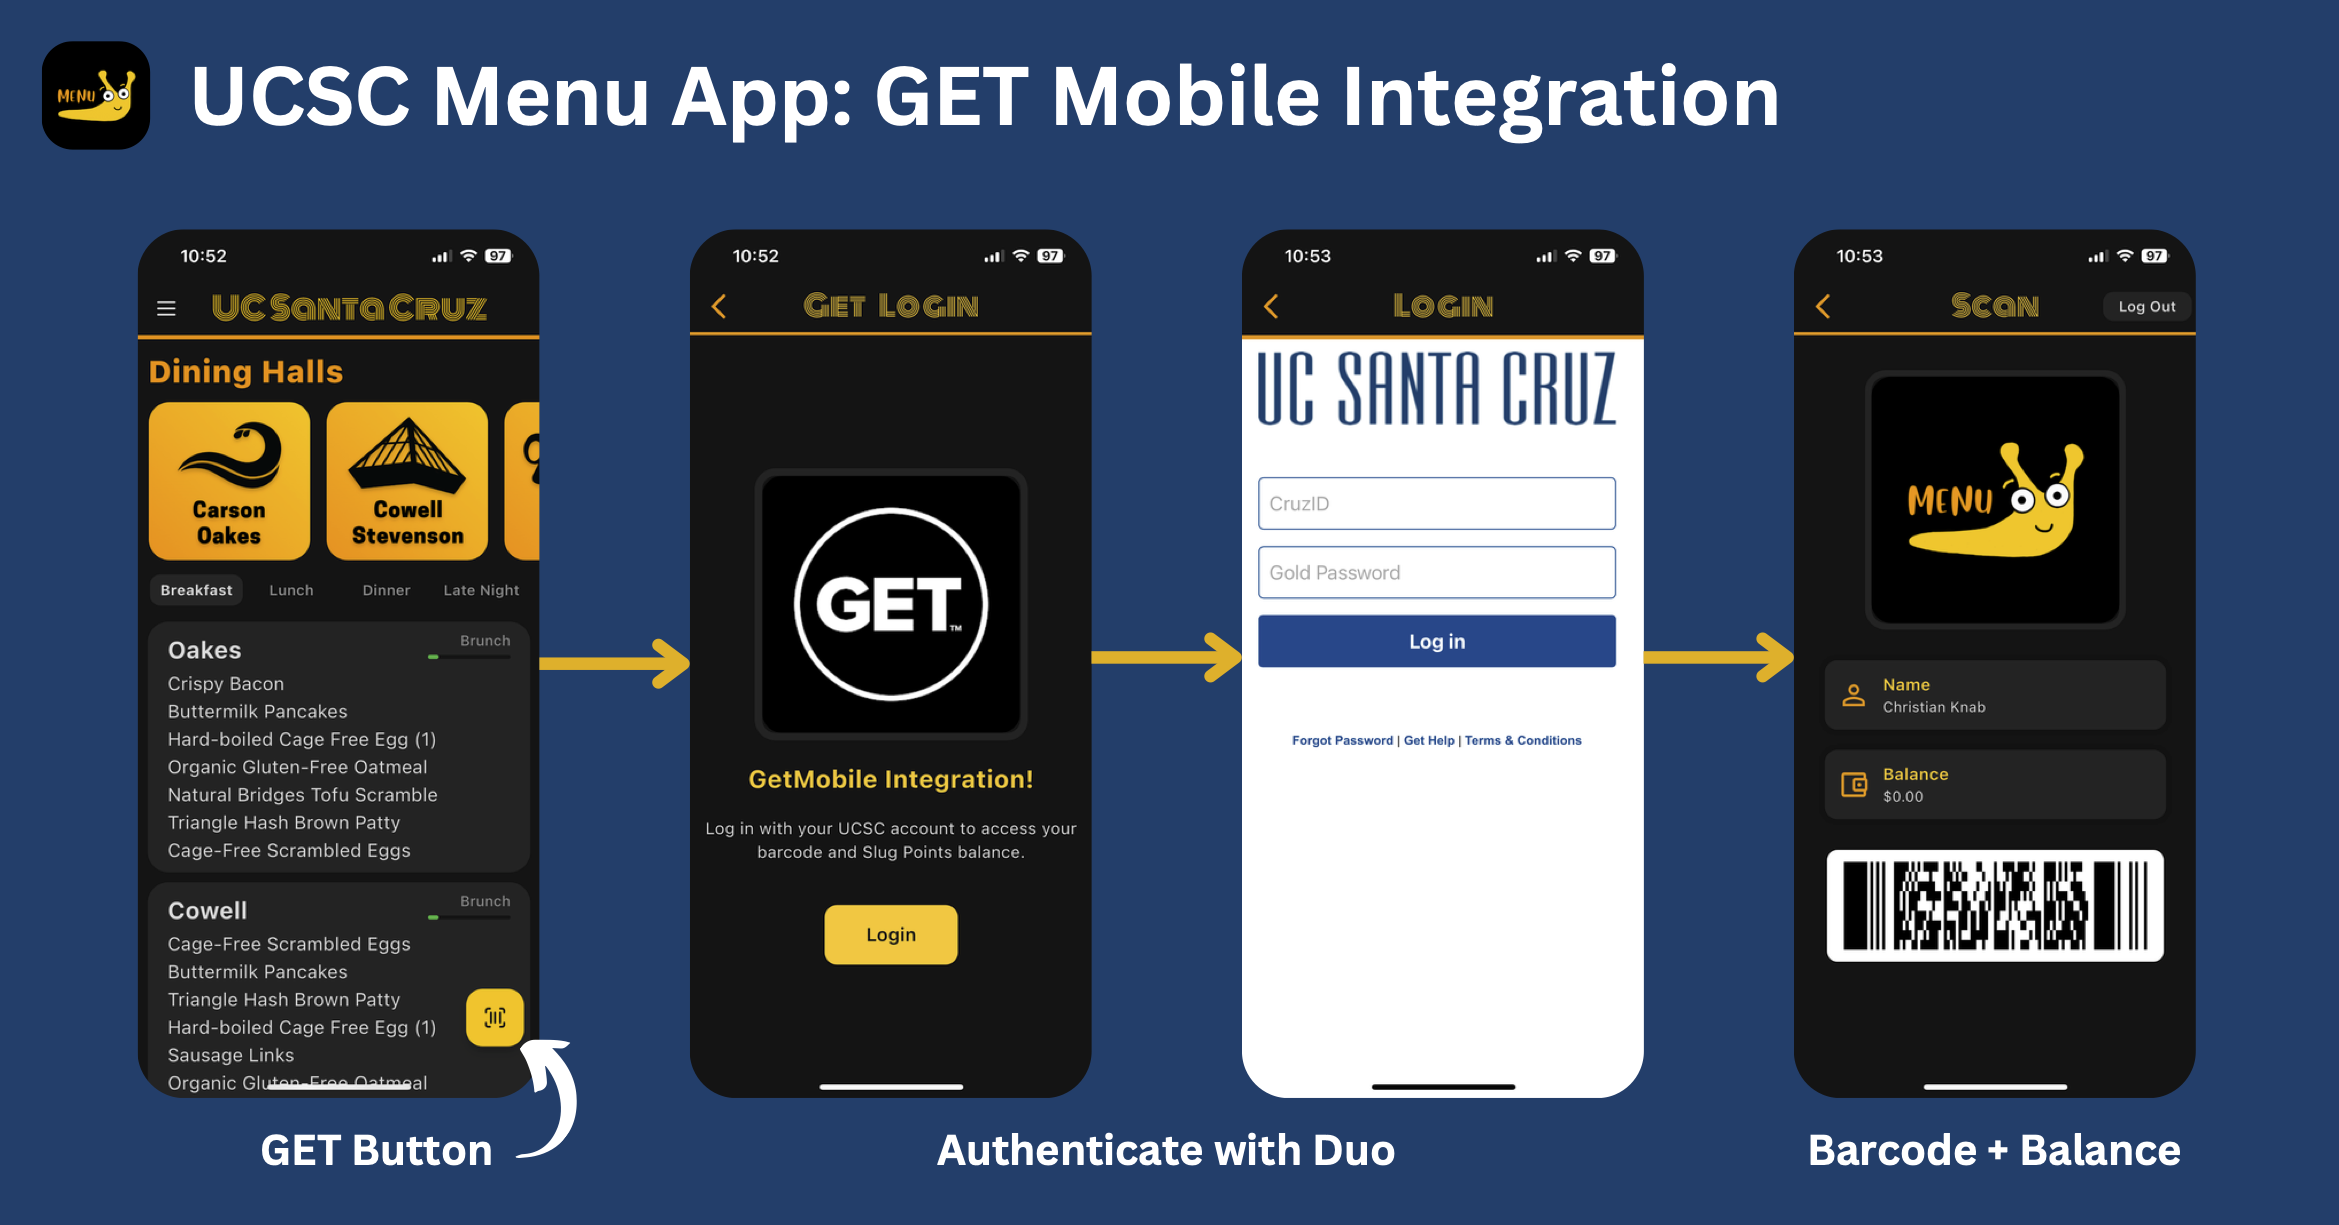 MENU
UCSC Menu App: GET Mobile Integration
10:52
97
UC Santa Cruz
Dining Halls
Carson
Oakes
Cowell
Stevenson
Breakfast Lunch Dinner Late Night
Oakes
Brunch
Crispy Bacon
Buttermilk Pancakes
Hard-boiled Cage Free Egg (1)
Organic Gluten-Free Oatmeal
Natural Bridges Tofu Scramble
Triangle Hash Brown Patty
Cage-Free Scrambled Eggs
Cowell
Brunch
Cage-Free Scrambled Eggs
Buttermilk Pancakes
Triangle Hash Brown Patty
Hard-boiled Cage Free Egg (1)
Sausage Links
Organic Gluten-Free Oatmeal
GET Button
10:52
97
Get Login
GET™
GetMobile Integration!
Log in with your UCSC account to access your
barcode and Slug Points balance.
Login
10:53
97
Login
UC SANTA CRUZ
CruzID
Gold Password
Log in
Forgot Password | Get Help | Terms & Conditions
Authenticate with Duo
10:53
97
Scan
Log Out
MENU
Name
Christian Knab
Balance
$0.00
Barcode + Balance